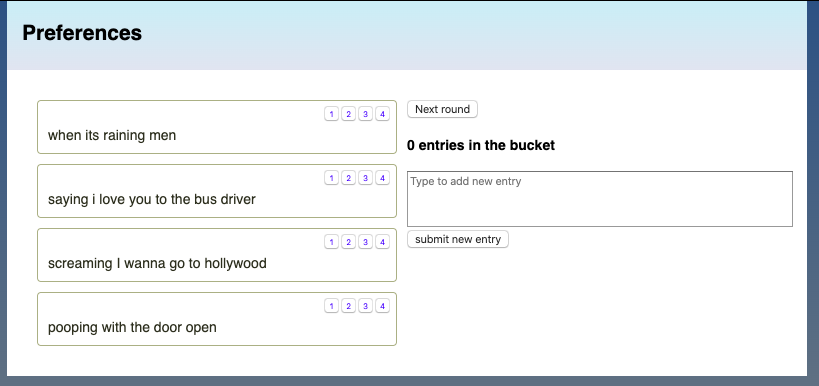 Preferences
1 2 3 4
when its raining men
1 2 3 4
saying i love you to the bus driver
1 2 3 4
screaming I wanna go to hollywood
1 2 3 4
pooping with the door open
Next round
0 entries in the bucket
Type to add new entry
submit new entry